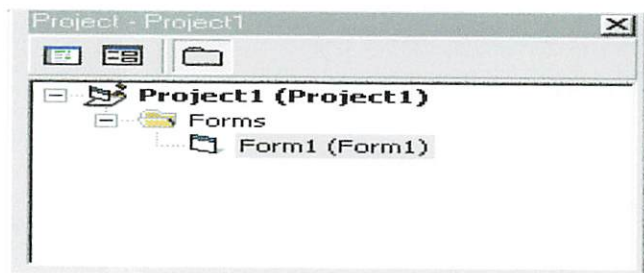 Project - Project1
Project1 (Project1)
Forms
Form1 (Form1)